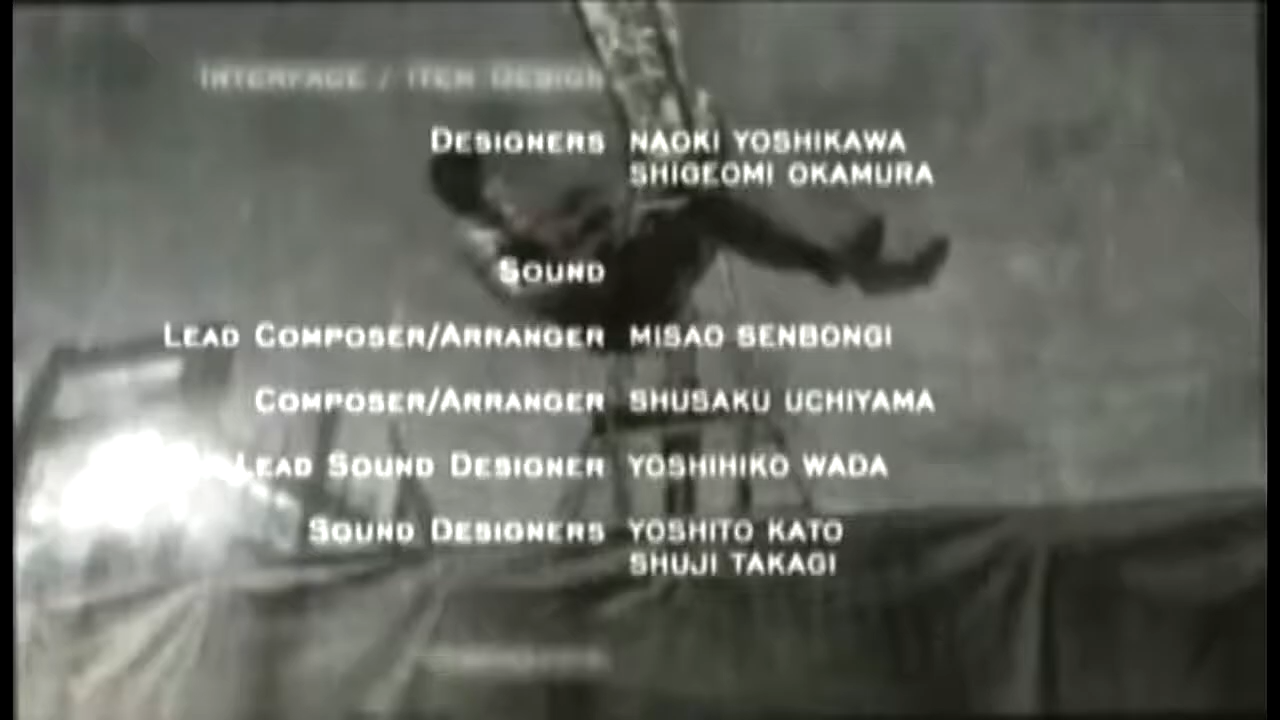 INTERFACE / ITEM DESIGN
DESIGNERS NAOKI YOSHIKAWA
SHIGEOMI OKAMURA
SOUND
LEAD COMPOSER/ARRANGER MISAO SENBONGI
COMPOSER/ARRANGER SHUSAKU UCHIYAMA
LEAD SOUND DESIGNER YOSHIHIKO WADA
SOUND DESIGNERS YOSHITO KATO
SHUJI TAKAGI